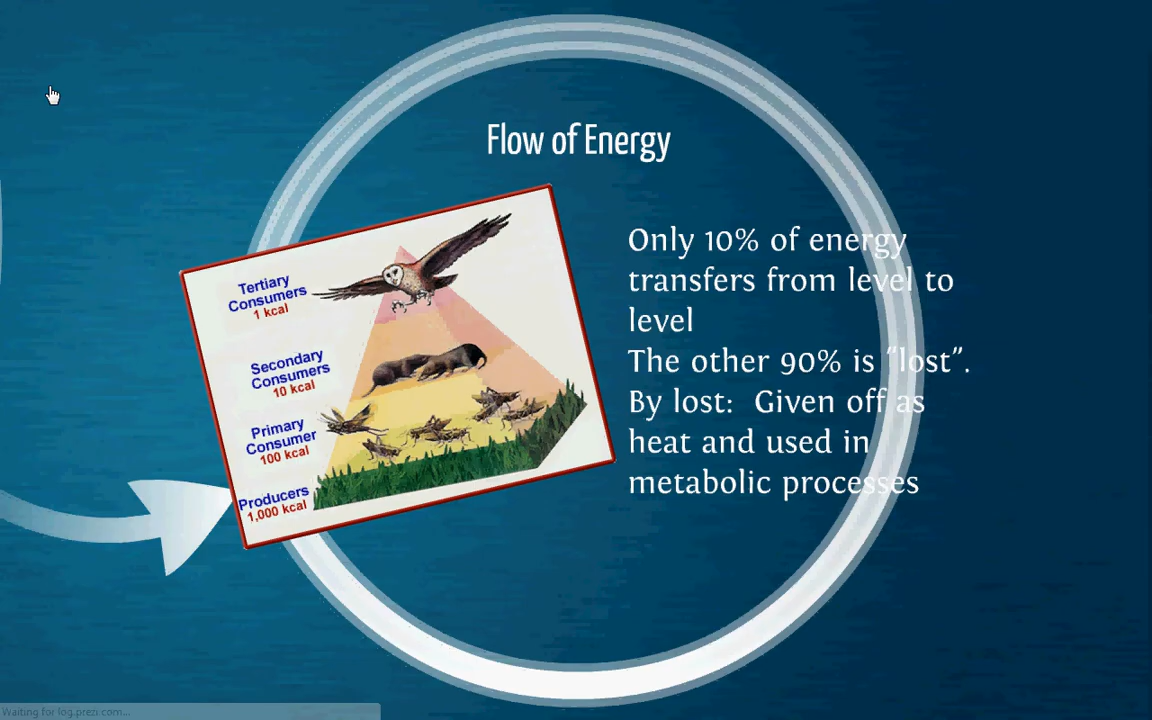 Flow of Energy
Tertiary
Consumers
1 kcal
Secondary
Consumers
10 kcal
Primary
Consumer
100 kcal
Producers
1,000 kcal
Only 10% of energy
transfers from level to
level
The other 90% is "lost".
By lost:  Given off as
heat and used in
metabolic processes
Waiting for log.prezi.com...